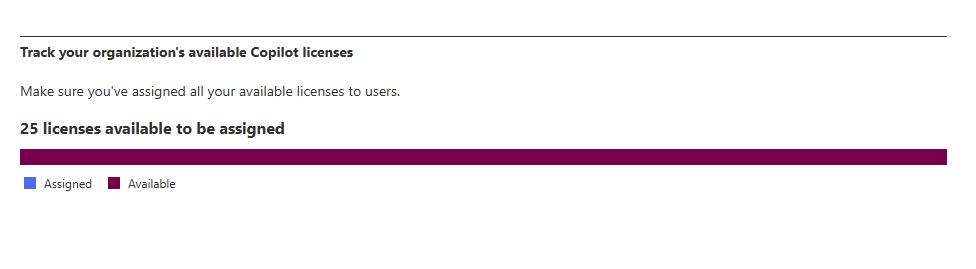 Track your organization's available Copilot licenses
Make sure you've assigned all your available licenses to users.
25 licenses available to be assigned
Assigned Available